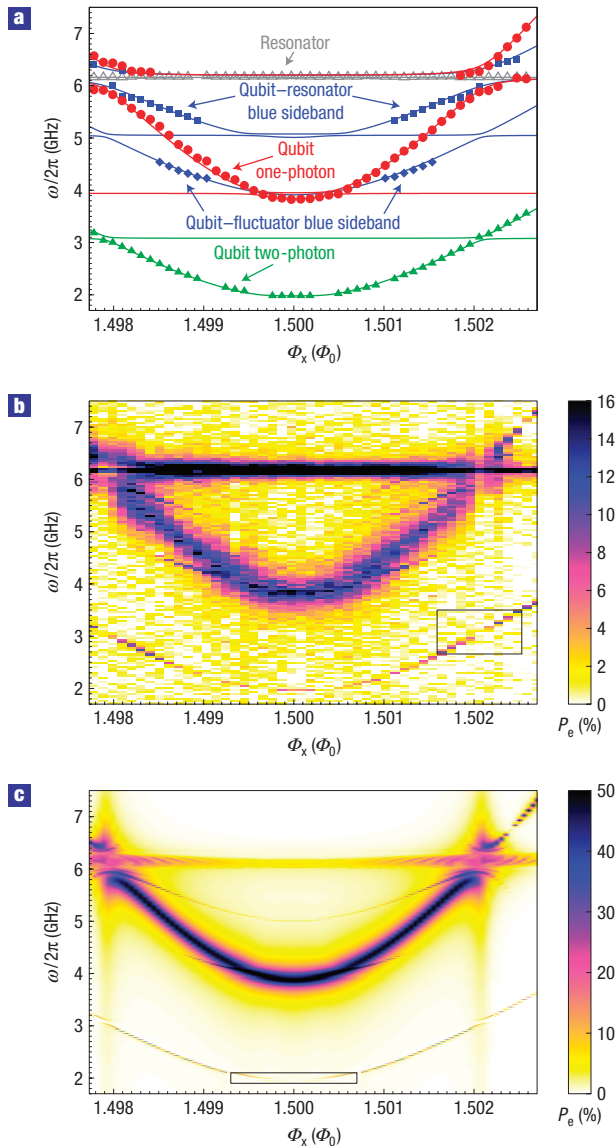 a
7
6
5
4
3
2
ω/2π (GHz)
Resonator
Qubit–resonator
blue sideband
Qubit
one-photon
Qubit–fluctuator blue sideband
Qubit two-photon
1.498
1.499
1.500
1.501
1.502
Φx (Φ0)
b
7
6
5
4
3
2
ω/2π (GHz)
1.498
1.499
1.500
1.501
1.502
Φx (Φ0)
16
14
12
10
8
6
4
2
0
Pe (%)
c
7
6
5
4
3
2
ω/2π (GHz)
1.498
1.499
1.500
1.501
1.502
Φx (Φ0)
50
40
30
20
10
0
Pe (%)